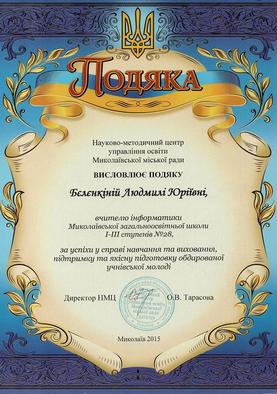 ПОДЯКА
Науково-методичний центр
управління освіти
Миколаївської міської ради
ВИСЛОВЛЮЄ ПОДЯКУ
Бєлєнкіній Людмилі Юріївні,
вчителю інформатики
Миколаївської загальноосвітньої школи
І-ІІІ ступенів №28,
за успіхи у справі навчання та виховання,
підтримку та якісну підготовку обдарованої
учнівської молоді
Директор НМЦ О.В. Тарасова
Миколаїв 2015